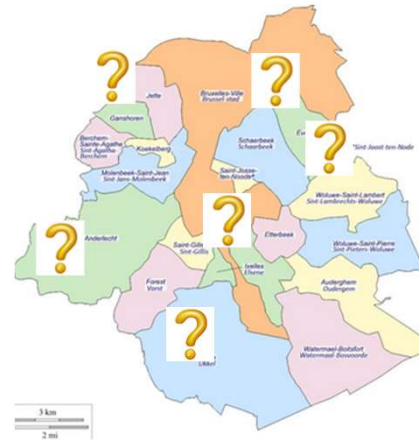 Bruxelles-Ville
Brussel stad
Jette
Ganshoren
Berchem-
Sainte-Agathe
Sint-Agatha
Berchem
Koekelberg
Schaerbeek
Schaarbeek
*Sint-Joost-ten-Node
Molenbeek-Saint-Jean
Sint-Jans-Molenbeek
Saint-Josse-
ten-Noode*
Woluwe-Saint-Lambert
Sint-Lambrechts-Woluwe
Anderlecht
Saint-Gilles
Sint-Gillis
Etterbeek
Woluwe-Saint-Pierre
Sint-Pieters-Woluwe
Ixelles
Elsene
Forest
Vorst
Auderghem
Oudergem
Ukkel
Watermael-Boitsfort
Watermaal-Bosvoorde
3 km
2 mi